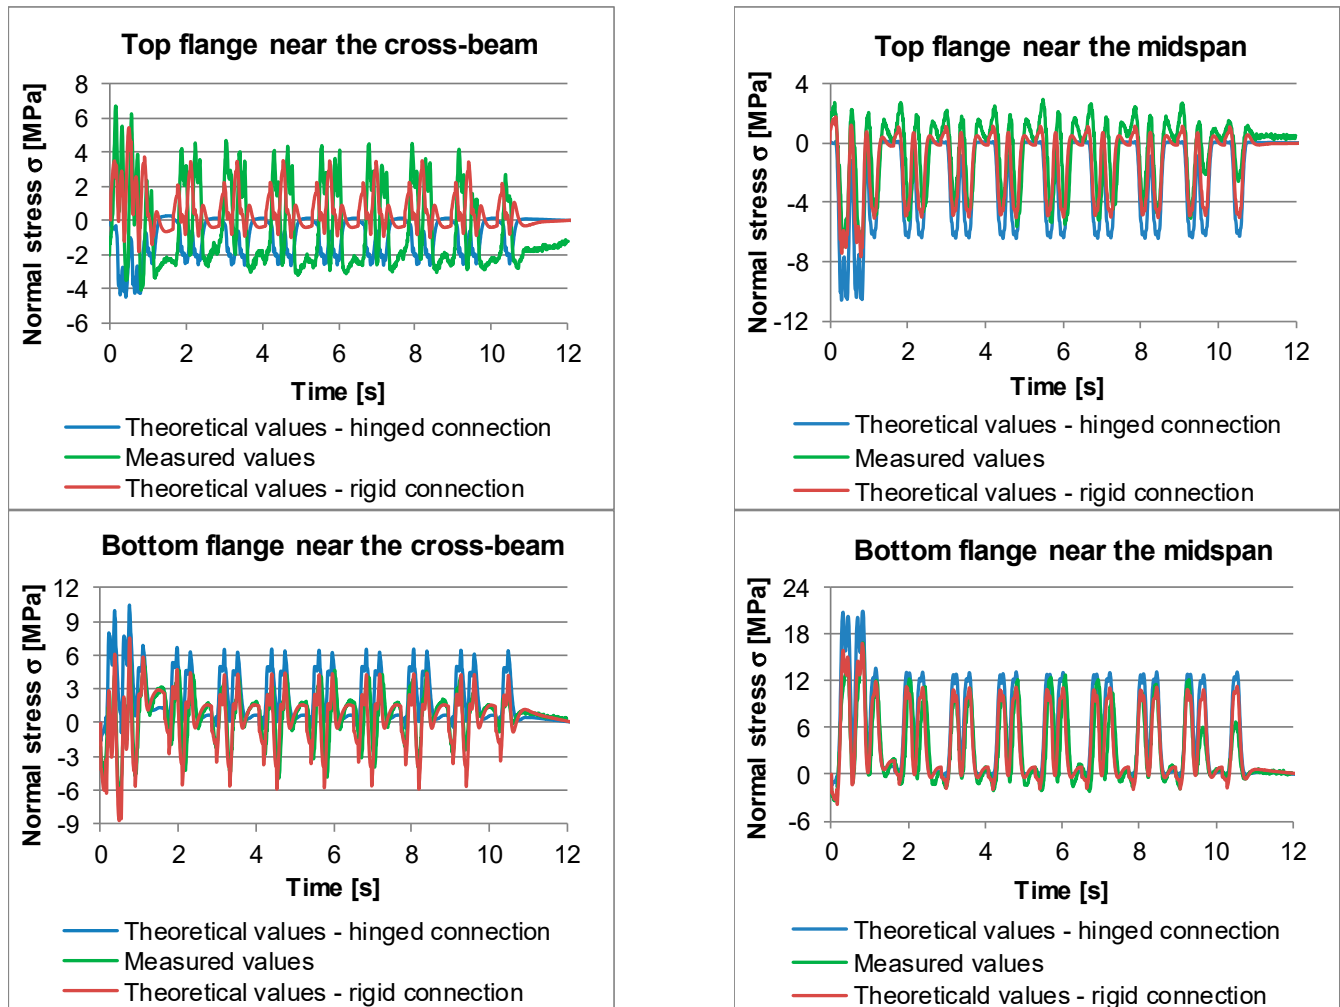 Top flange near the cross-beam
Normal stress σ [MPa]
8
6
4
2
0
-2
-4
-6
0 2 4 6 8 10 12
Time [s]
Theoretical values - hinged connection
Measured values
Theoretical values - rigid connection
Top flange near the midspan
Normal stress σ [MPa]
4
0
-4
-8
-12
0 2 4 6 8 10 12
Time [s]
Theoretical values - hinged connection
Measured values
Theoretical values - rigid connection
Bottom flange near the cross-beam
Normal stress σ [MPa]
12
9
6
3
0
-3
-6
-9
0 2 4 6 8 10 12
Time [s]
Theoretical values - hinged connection
Measured values
Theoretical values - rigid connection
Bottom flange near the midspan
Normal stress σ [MPa]
24
18
12
6
0
-6
0 2 4 6 8 10 12
Time [s]
Theoretical values - hinged connection
Measured values
Theoreticald values - rigid connection